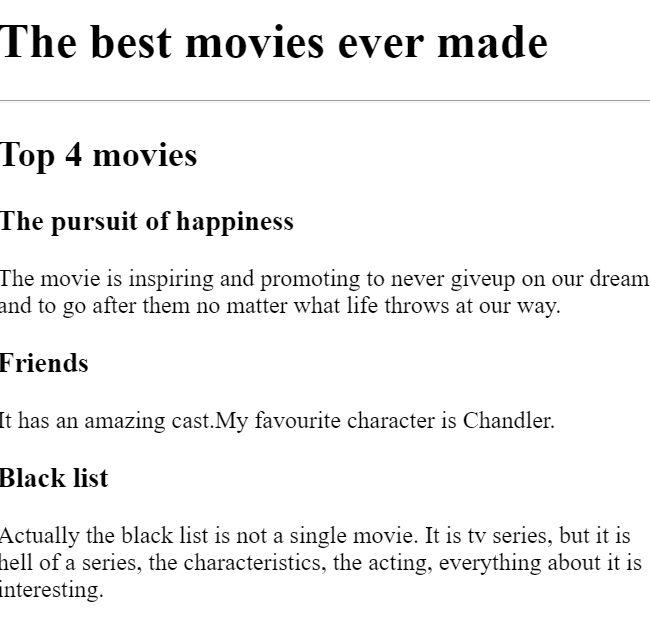 The best movies ever made
Top 4 movies
The pursuit of happiness
The movie is inspiring and promoting to never giveup on our dream
and to go after them no matter what life throws at our way.
Friends
It has an amazing cast.My favourite character is Chandler.
Black list
Actually the black list is not a single movie. It is tv series, but it is
hell of a series, the characteristics, the acting, everything about it is
interesting.